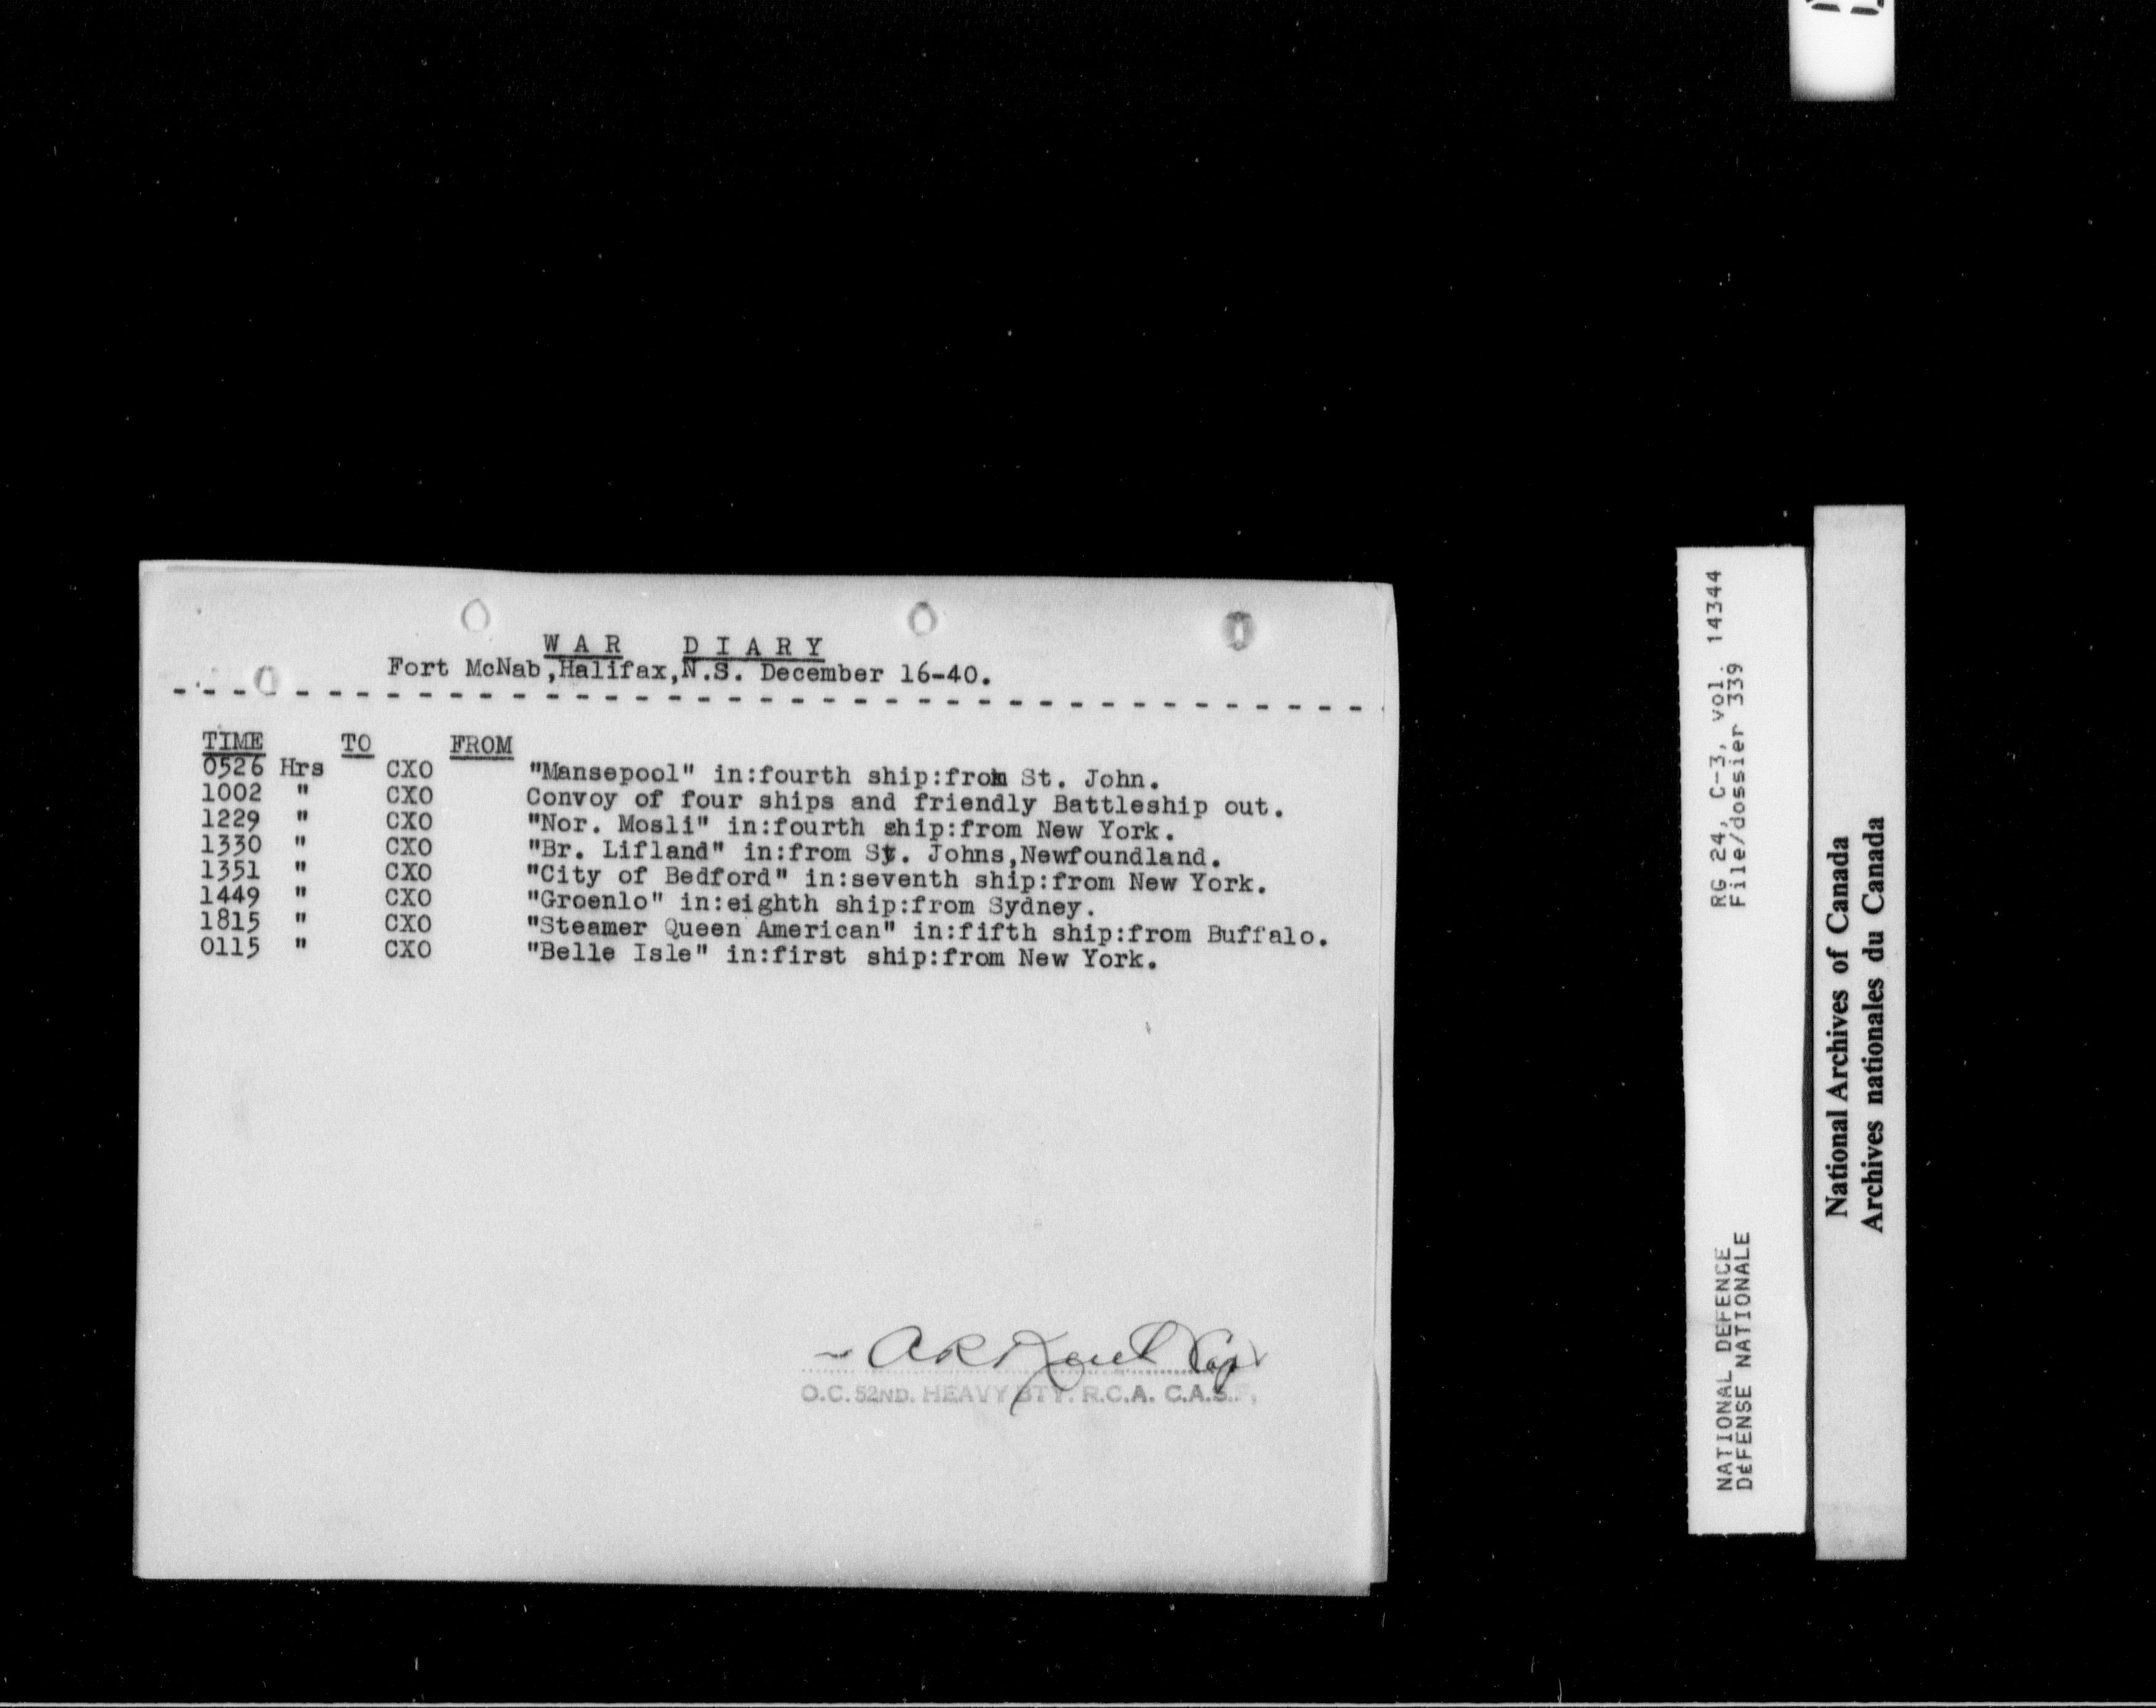 W A R D I A R Y
Fort McNab,Halifax,N.S. December 16-40.
TIME TO FROM
0526 Hrs CXO "Mansepool" in:fourth ship:from St. John.
1002 " CXO Convoy of four ships and friendly Battleship out.
1229 " CXO "Nor. Mosli" in:fourth ship:from New York.
1330 " CXO "Br. Lifland" in:from St. Johns,Newfoundland.
1351 " CXO "City of Bedford" in:seventh ship:from New York.
1449 " CXO "Groenlo" in:eighth ship:from Sydney.
1815 " CXO "Steamer Queen American" in:fifth ship:from Buffalo.
0115 " CXO "Belle Isle" in:first ship:from New York.
O.C. 52ND. HEAVY BTY. R.C.A. C.A.S.F.
RG 24, C-3, vol. 14344
File/dossier 339
NATIONAL DEFENCE
DÉFENSE NATIONALE
National Archives of Canada
Archives nationales du Canada